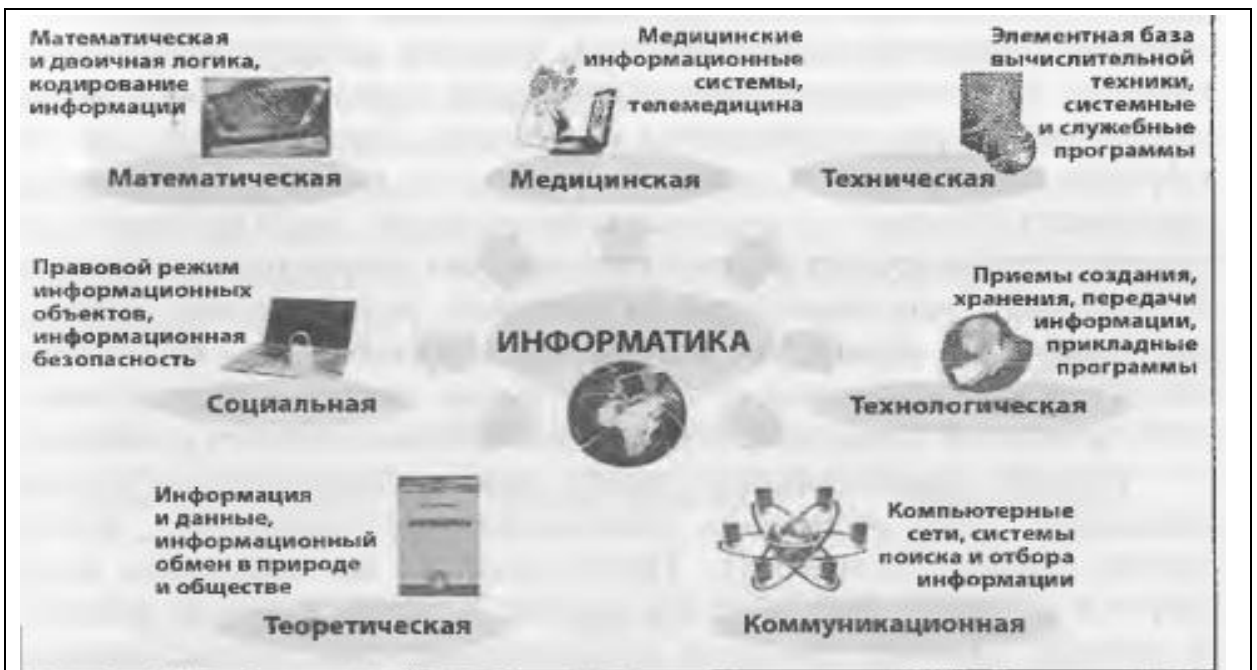 Математическая
и двоичная логика,
кодирование
информации
Математическая
Медицинские
информационные
системы,
телемедицина
Медицинская
Элементная база
вычислительной
техники,
системные
и служебные
программы
Техническая
Правовой режим
информационных
объектов,
информационная
безопасность
Социальная
ИНФОРМАТИКА
Приемы создания,
хранения, передачи
информации,
прикладные
программы
Технологическая
Информация
и данные,
информационный
обмен в природе
и обществе
Теоретическая
Компьютерные
сети, системы
поиска и отбора
информации
Коммуникационная